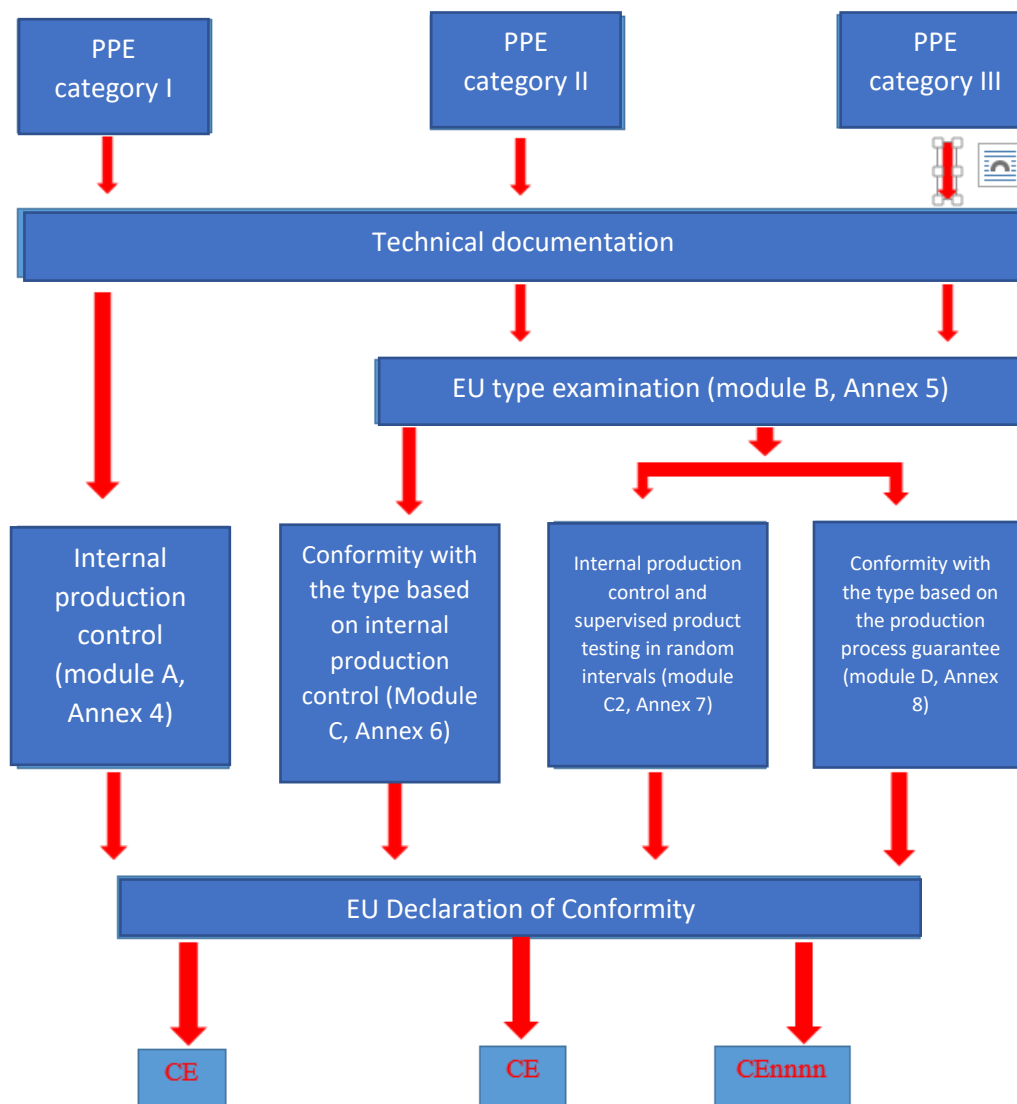 PPE
category I
PPE
category II
PPE
category III
Technical documentation
EU type examination (module B, Annex 5)
Internal
production
control
(module A,
Annex 4)
Conformity with
the type based
on internal
production
control (Module
C, Annex 6)
Internal production
control and
supervised product
testing in random
intervals (module
C2, Annex 7)
Conformity with
the type based on
the production
process guarantee
(module D, Annex
8)
EU Declaration of Conformity
CE
CE
CEnnnn